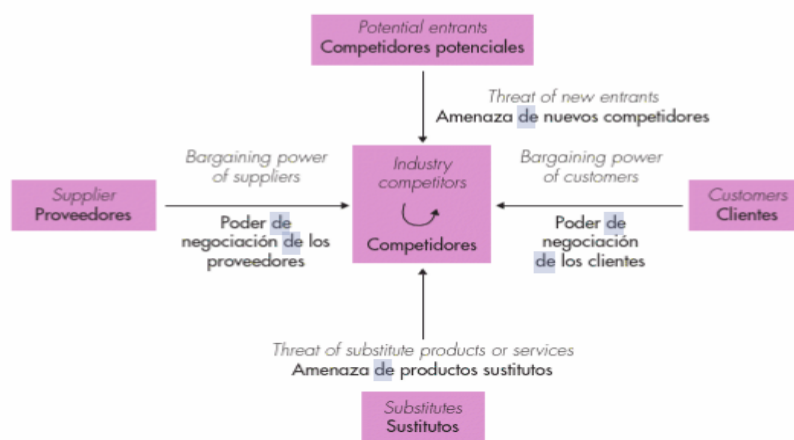 Potential entrants
Competidores potenciales
Threat of new entrants
Amenaza de nuevos competidores
Bargaining power
of suppliers
Industry
competitors
Bargaining power
of customers
Supplier
Proveedores
Customers
Clientes
Poder de
negociación de los
proveedores
Competidores
Poder de
negociación
de los clientes
Threat of substitute products or services
Amenaza de productos sustitutos
Substitutes
Sustitutos